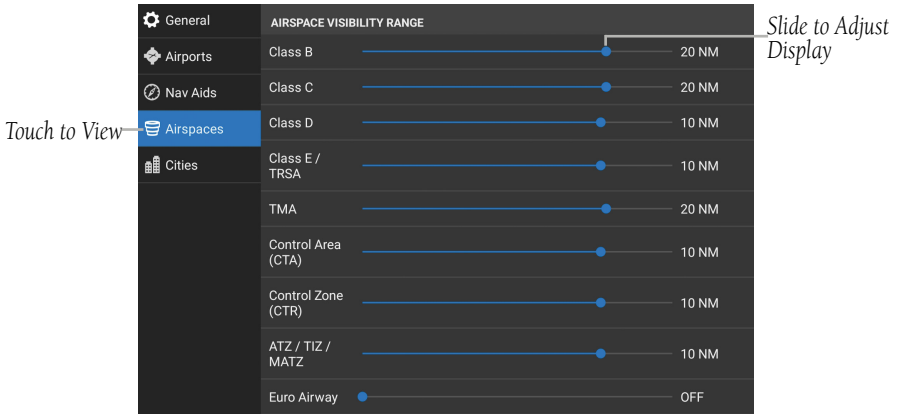 General
Airports
Nav Aids
Airspaces
Cities
Touch to View
AIRSPACE VISIBILITY RANGE
Class B 20 NM
Class C 20 NM
Class D 10 NM
Class E /
TRSA 10 NM
TMA 20 NM
Control Area
(CTA) 10 NM
Control Zone
(CTR) 10 NM
ATZ / TIZ /
MATZ 10 NM
Euro Airway OFF
Slide to Adjust
Display